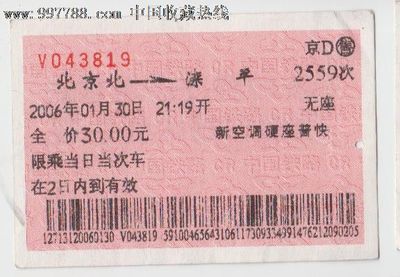 www.997788.com 中国收藏热线
V043819 京D 售
北京北 滦平 2559次
2006年01月30日 21:19开 无座
全 价30.00元 新空调硬座普快
限乘当日当次车
在2日内到有效
12713120060130 V043819 5910046564310611730933499147621209020​5